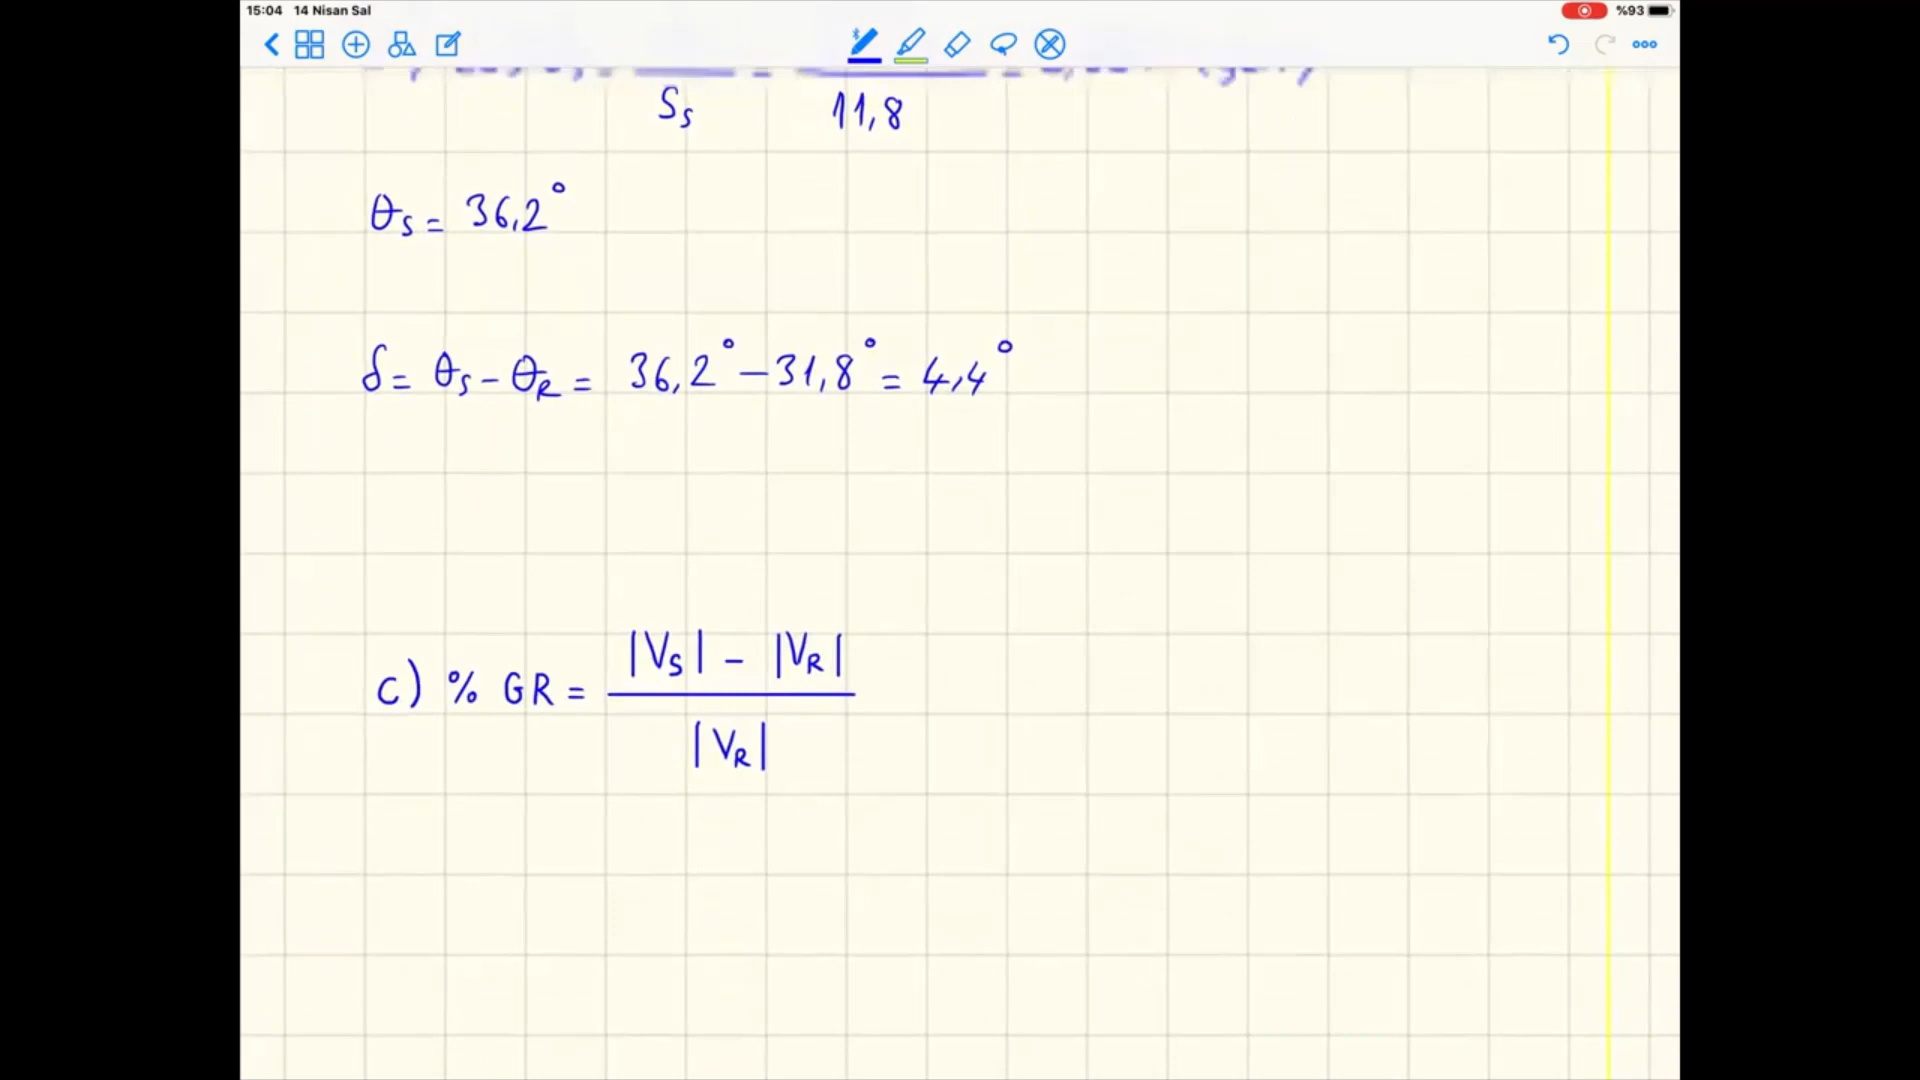 15:04 14 Nisan Sal %93
S_S 11,8
θ_S = 36,2°
δ = θ_S - θ_R = 36,2° - 31,8° = 4,4°
|V_S| - |V_R|
c) % GR =
|V_R|